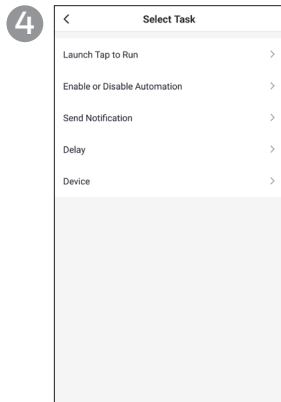 4
Select Task
Launch Tap to Run
Enable or Disable Automation
Send Notification
Delay
Device